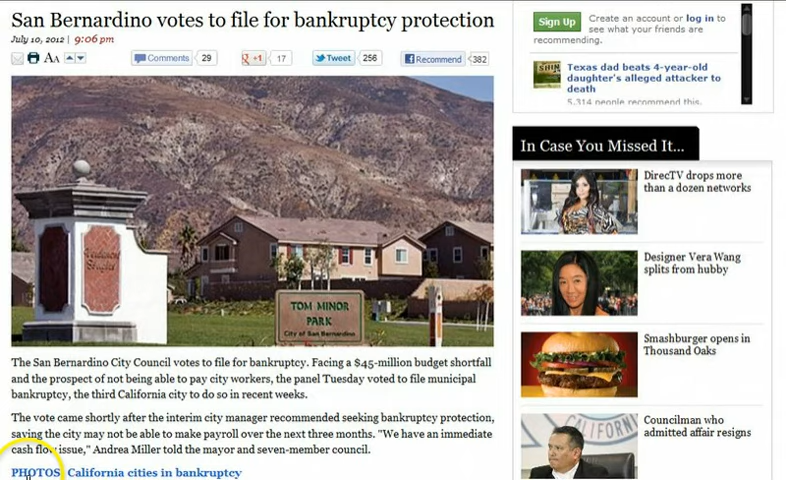 San Bernardino votes to file for bankruptcy protection
July 10, 2012 | 9:06 pm
AA
Comments 29
+1 17
Tweet 256
Recommend 382
TOM MINOR
PARK
City of San Bernardino
The San Bernardino City Council votes to file for bankruptcy. Facing a $45-million budget shortfall
and the prospect of not being able to pay city workers, the panel Tuesday voted to file municipal
bankruptcy, the third California city to do so in recent weeks.
The vote came shortly after the interim city manager recommended seeking bankruptcy protection,
saying the city may not be able to make payroll over the next three months. "We have an immediate
cash flow issue," Andrea Miller told the mayor and seven-member council.
PHOTOS: California cities in bankruptcy
Sign Up
Create an account or log in to
see what your friends are
recommending.
Texas dad beats 4-year-old
daughter's alleged attacker to
death
5,314 people recommend this.
In Case You Missed It...
DirecTV drops more
than a dozen networks
Designer Vera Wang
splits from hubby
Smashburger opens in
Thousand Oaks
Councilman who
admitted affair resigns